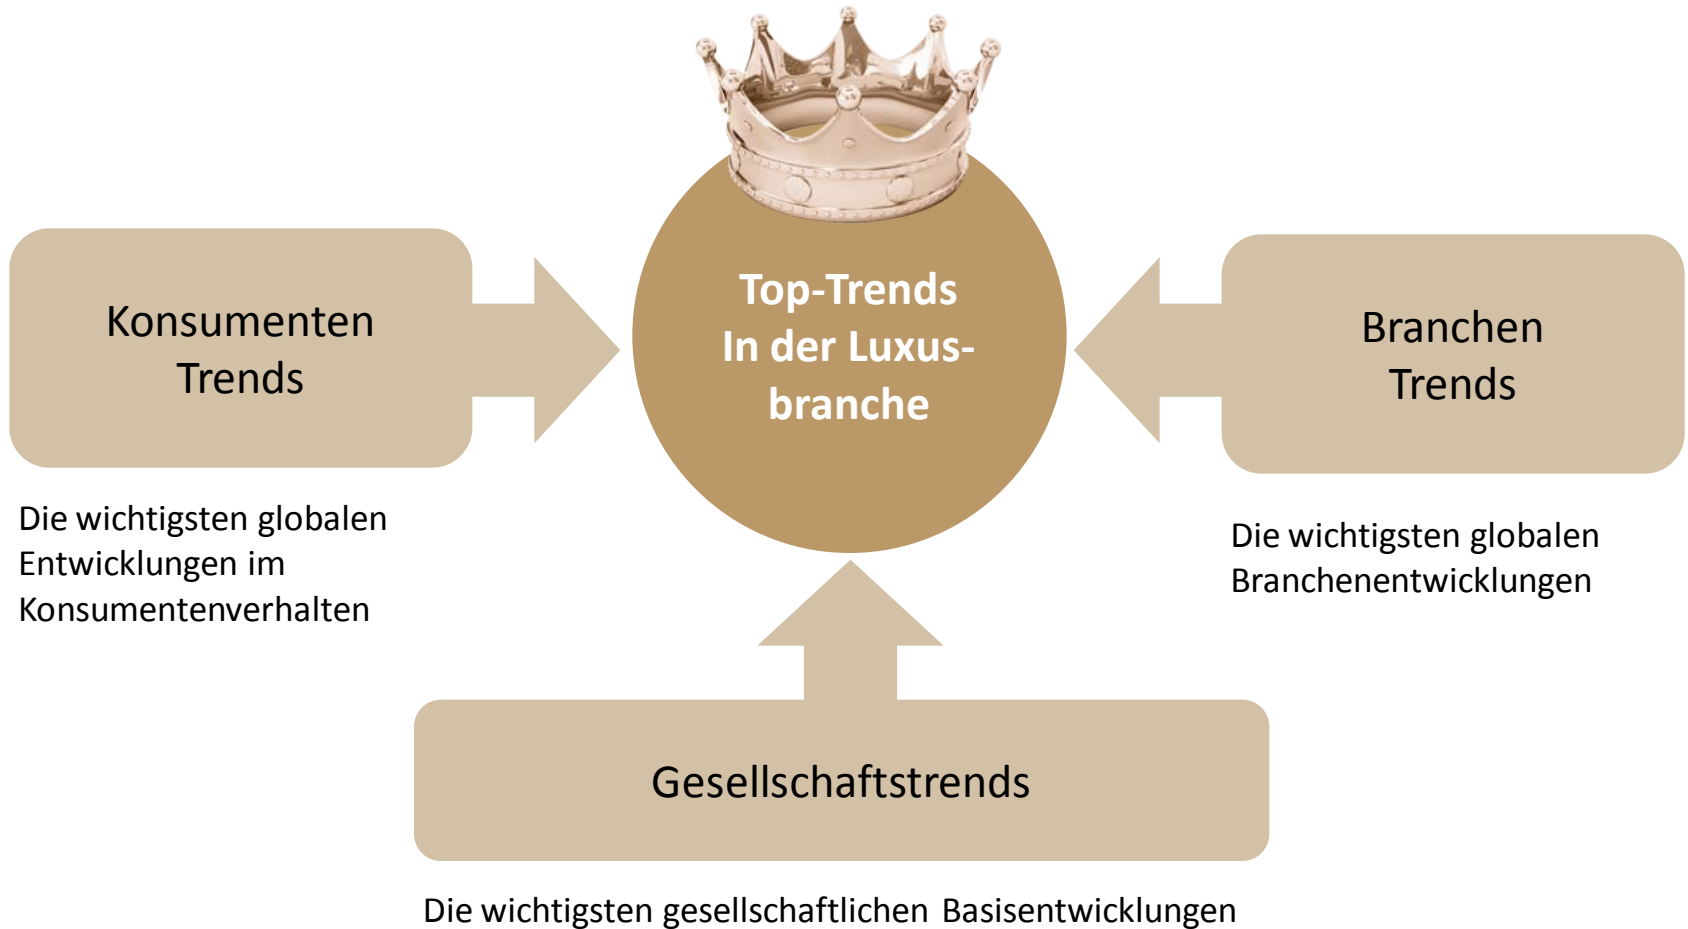 Top-Trends
In der Luxus-
branche
Konsumenten
Trends
Die wichtigsten globalen
Entwicklungen im
Konsumentenverhalten
Branchen
Trends
Die wichtigsten globalen
Branchenentwicklungen
Gesellschaftstrends
Die wichtigsten gesellschaftlichen Basisentwicklungen